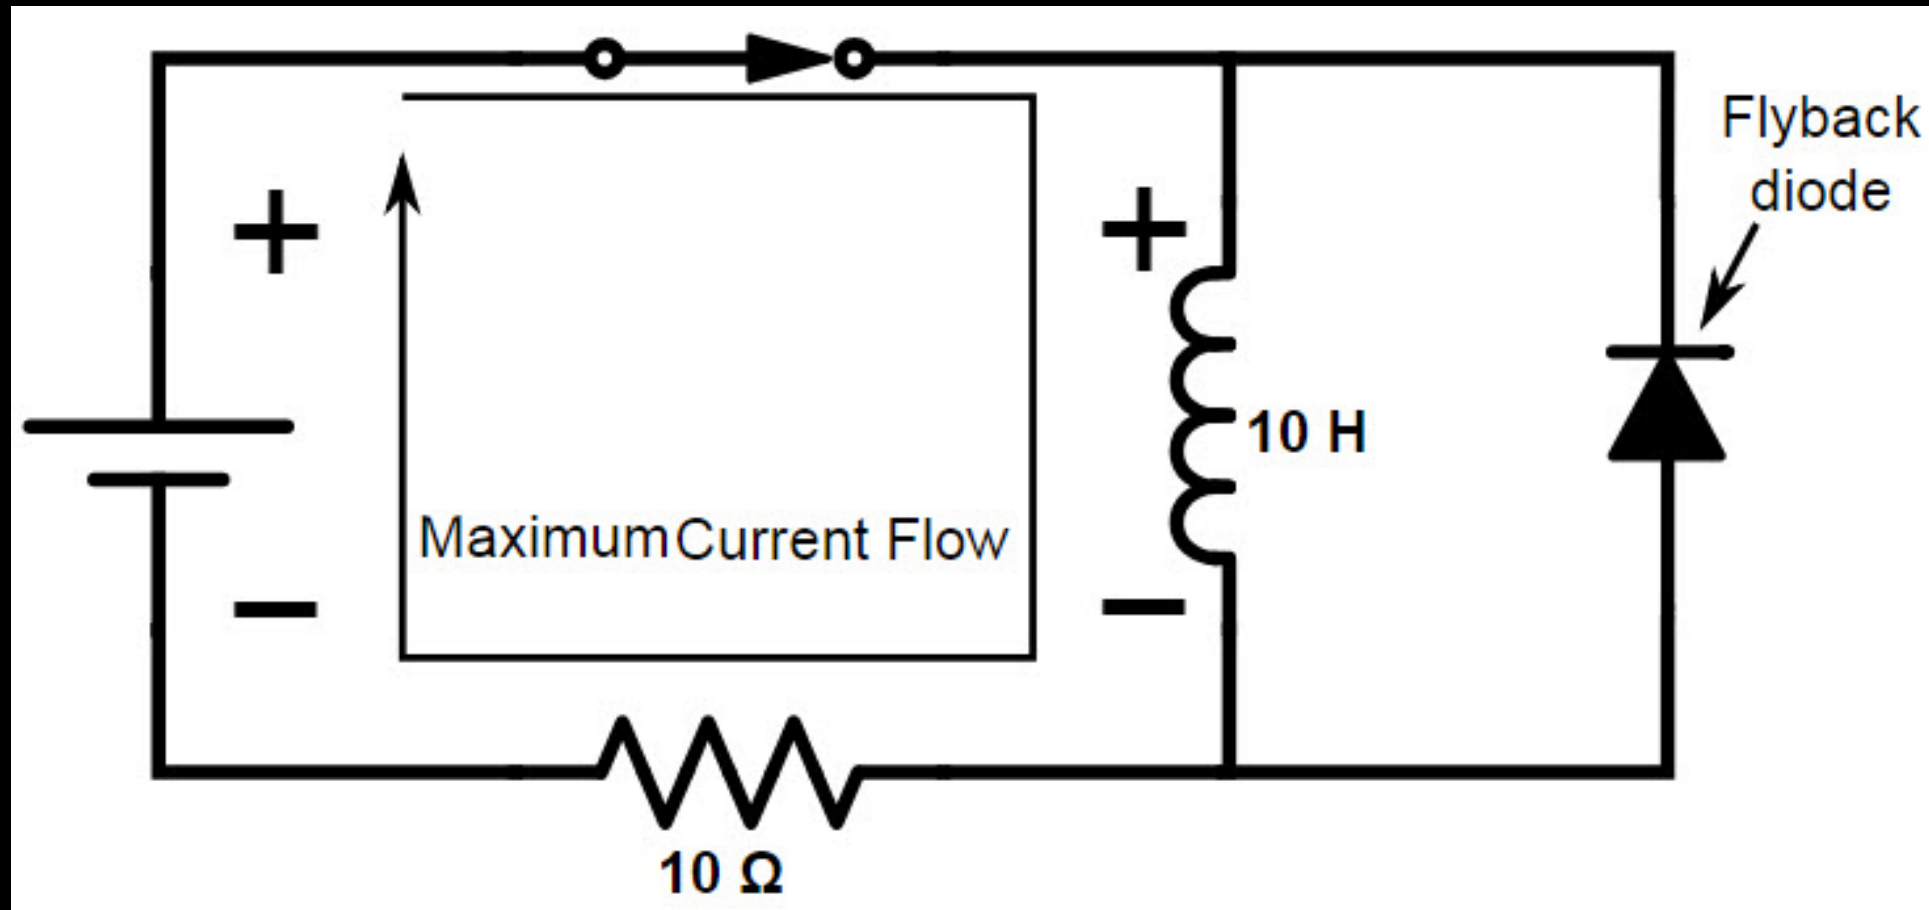 Flyback
diode
+
+
10 H
Maximum Current Flow
−
−
10 Ω